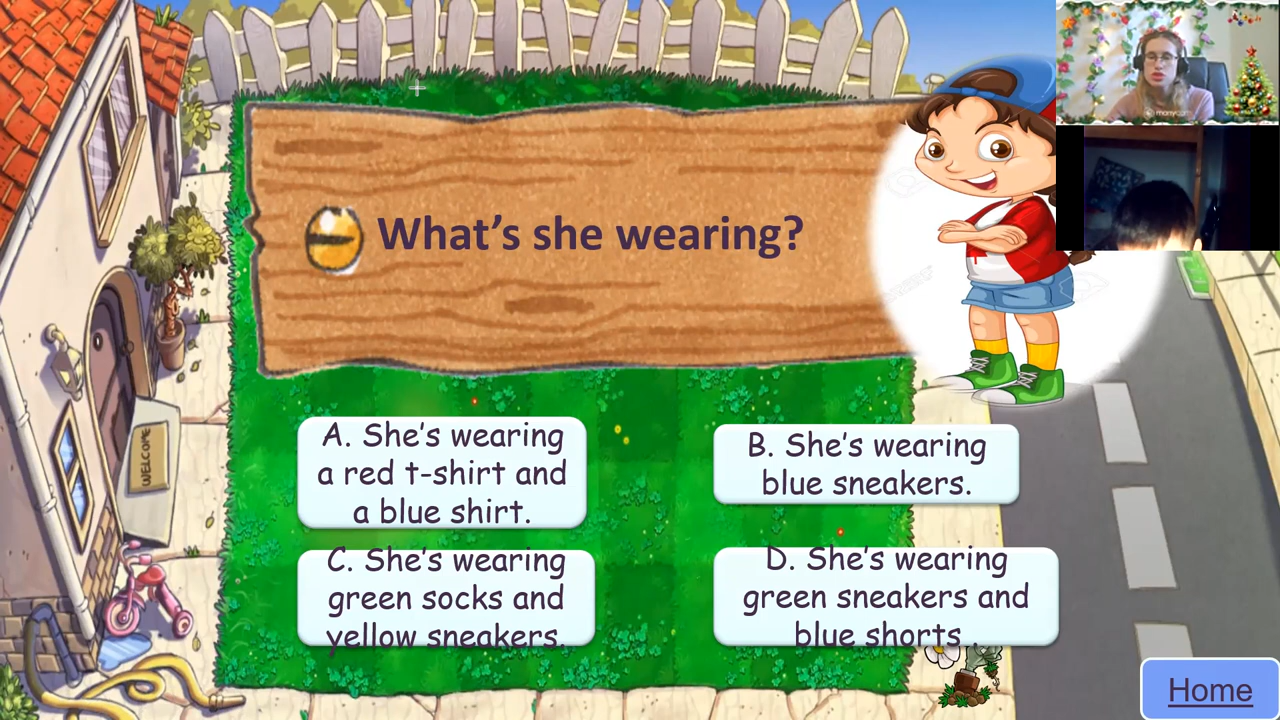 What's she wearing?
A. She's wearing
a red t-shirt and
a blue shirt.
B. She's wearing
blue sneakers.
C. She's wearing
green socks and
yellow sneakers.
D. She's wearing
green sneakers and
blue shorts .
WELCOME
Home